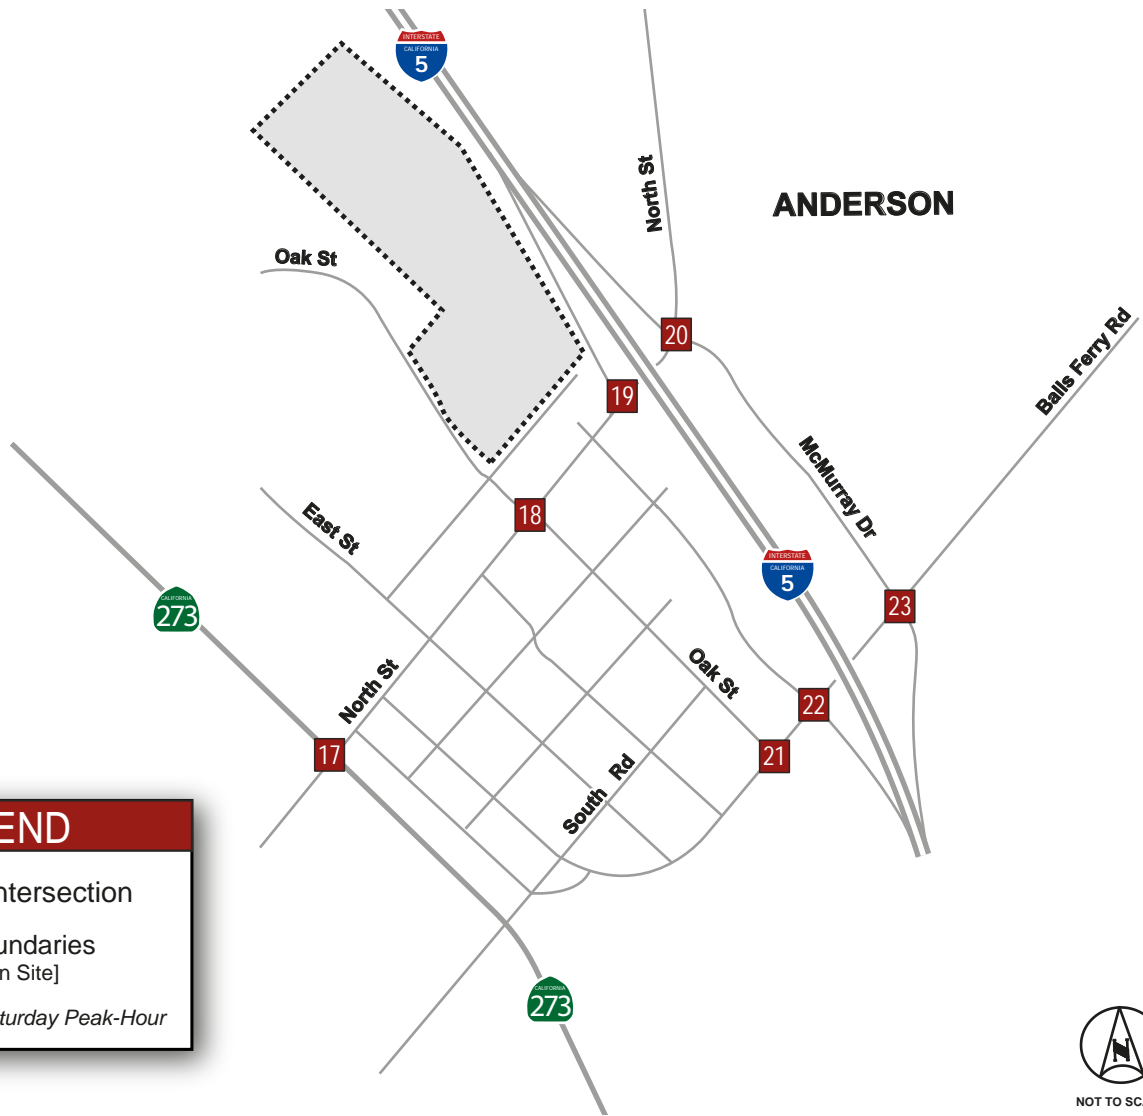 INTERSTATE
CALIFORNIA
5
North St
ANDERSON
Oak St
20
Balls Ferry Rd
19
McMurray Dr
East St
18
INTERSTATE
CALIFORNIA
5
CALIFORNIA
273
23
North St
Oak St
22
17
21
South Rd
END
ntersection
undaries
n Site]
turday Peak-Hour
CALIFORNIA
273
N
NOT TO SC